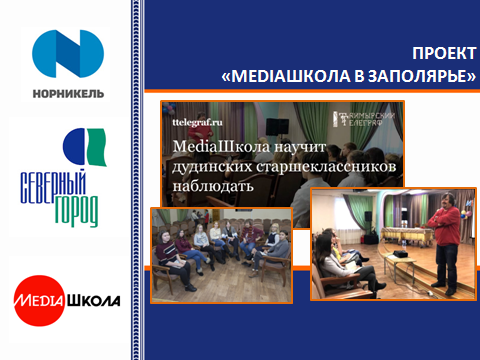 НОРНИКЕЛЬ
СЕВЕРНЫЙ
ГОРОД
MEDIAШКОЛА
ПРОЕКТ
«MEDIAШКОЛА В ЗАПОЛЯРЬЕ»
ttelegraf.ru
ТАЙМЫРСКИЙ
ТЕЛЕГРАФ
MediaШкола научит
дудинских старшеклассников
наблюдать